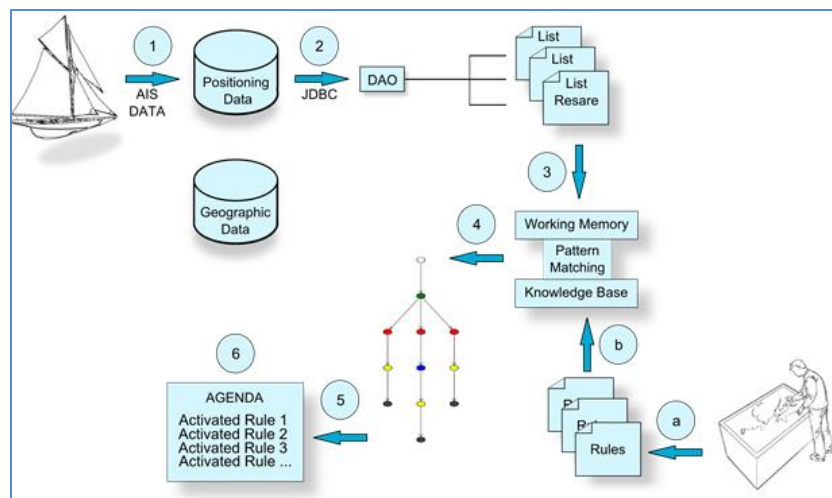 1
AIS
DATA
Positioning
Data
2
JDBC
DAO
List
List
List
Resare
3
Geographic
Data
Working Memory
Pattern
Matching
Knowledge Base
4
b
6
AGENDA
Activated Rule 1
Activated Rule 2
Activated Rule 3
Activated Rule ...
5
R
R
Rules
a